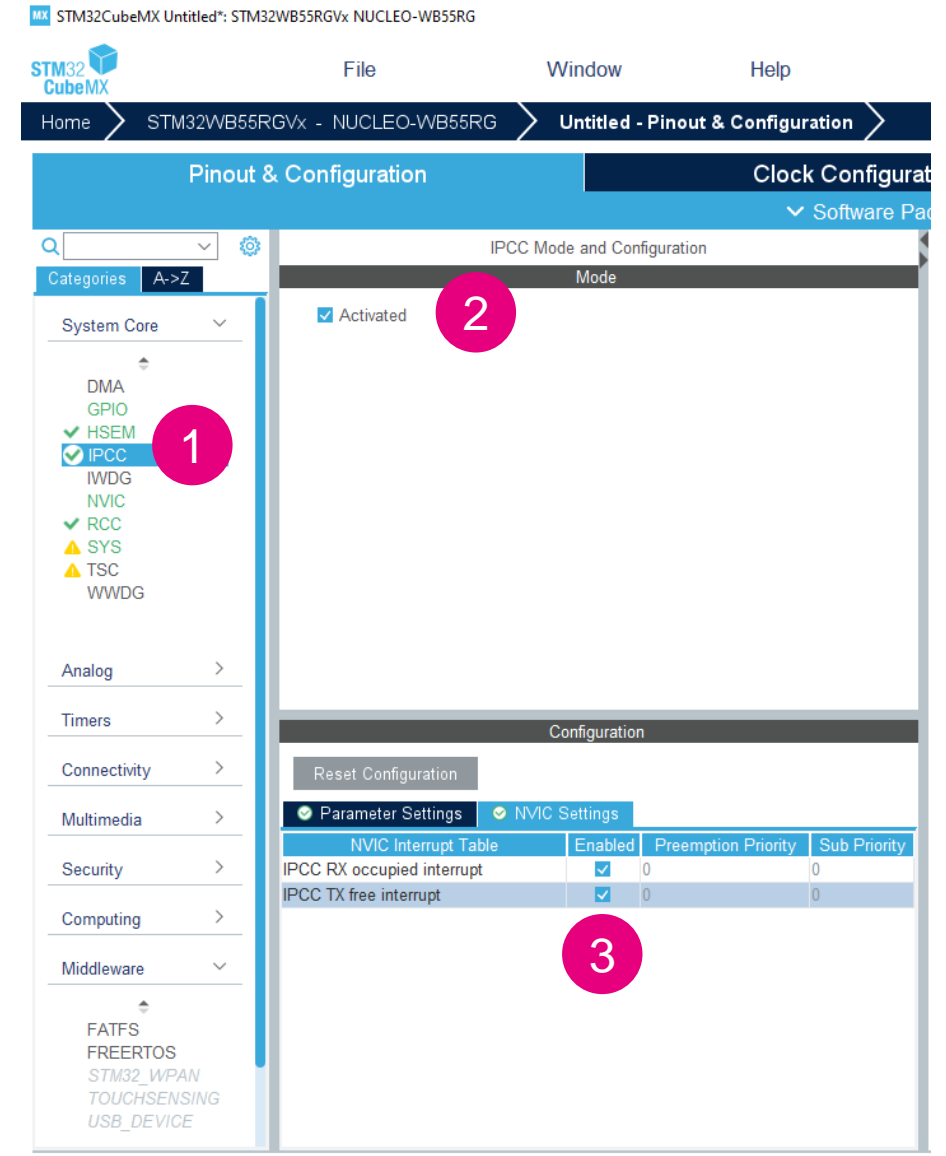 MX STM32CubeMX Untitled*: STM32WB55RGVx NUCLEO-WB55RG
STM32
CubeMX
File
Window
Help
Home
STM32WB55RGVx - NUCLEO-WB55RG
Untitled - Pinout & Configuration
Pinout & Configuration
Clock Configurat
Software Pac
Categories
A->Z
System Core
DMA
GPIO
HSEM
IPCC
IWDG
NVIC
RCC
SYS
TSC
WWDG
1
Analog
Timers
Connectivity
Multimedia
Security
Computing
Middleware
FATFS
FREERTOS
STM32_WPAN
TOUCHSENSING
USB_DEVICE
IPCC Mode and Configuration
Mode
Activated
2
Configuration
Reset Configuration
Parameter Settings
NVIC Settings
NVIC Interrupt Table Enabled Preemption Priority Sub Priority
IPCC RX occupied interrupt 0 0
IPCC TX free interrupt 0 0
3